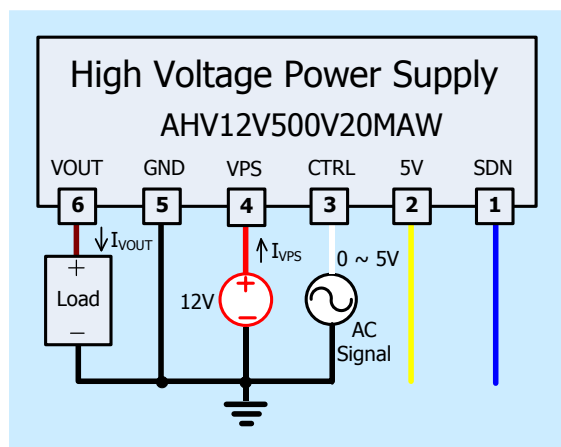 High Voltage Power Supply
AHV12V500V20MAW
VOUT GND VPS CTRL 5V SDN
6 5 4 3 2 1
IVOUT IVPS 0 ~ 5V
+ +
Load 12V
− −
AC
Signal